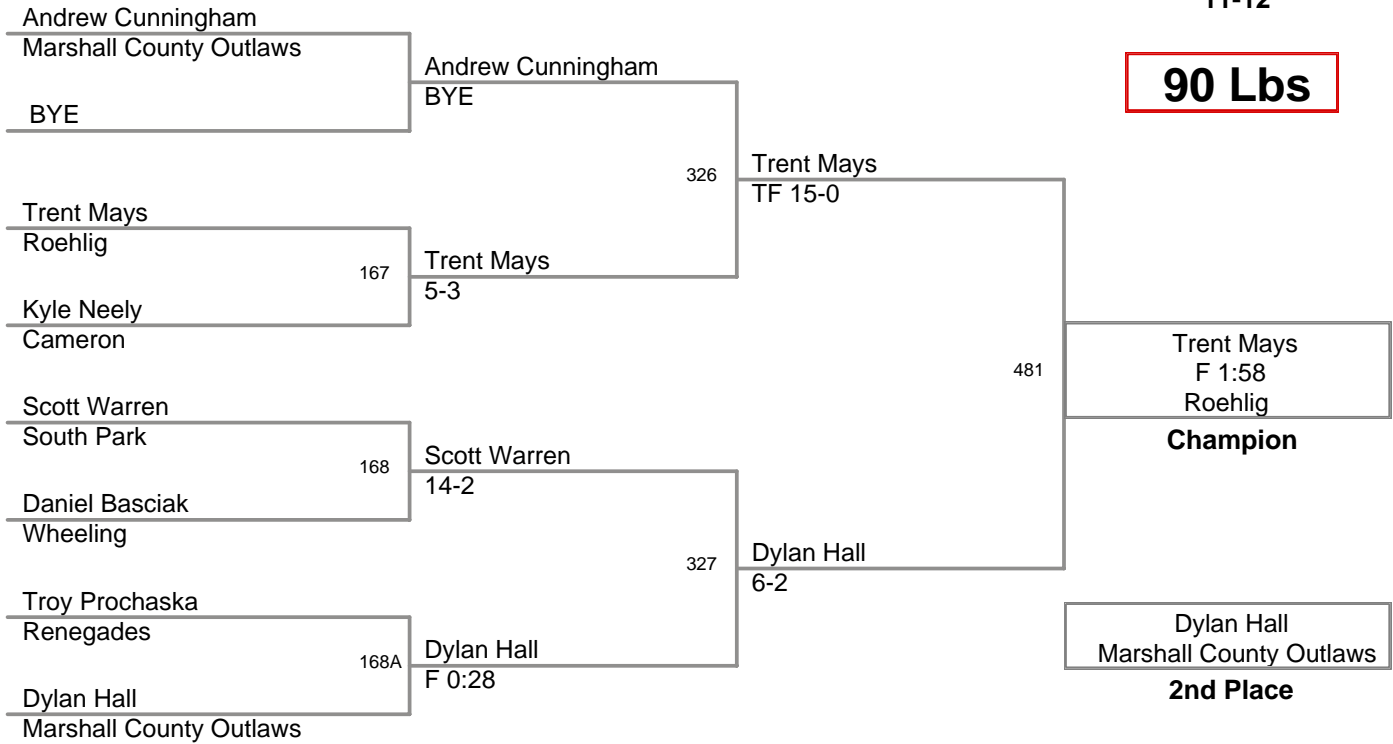 11-12
90 Lbs
Andrew Cunningham
Marshall County Outlaws
BYE
Trent Mays
Roehlig
167
Kyle Neely
Cameron
Scott Warren
South Park
168
Daniel Basciak
Wheeling
Troy Prochaska
Renegades
168A
Dylan Hall
Marshall County Outlaws
Andrew Cunningham
BYE
326
Trent Mays
5-3
Scott Warren
14-2
327
Dylan Hall
F 0:28
Trent Mays
TF 15-0
481
Dylan Hall
6-2
Trent Mays
F 1:58
Roehlig
Champion
Dylan Hall
Marshall County Outlaws
2nd Place